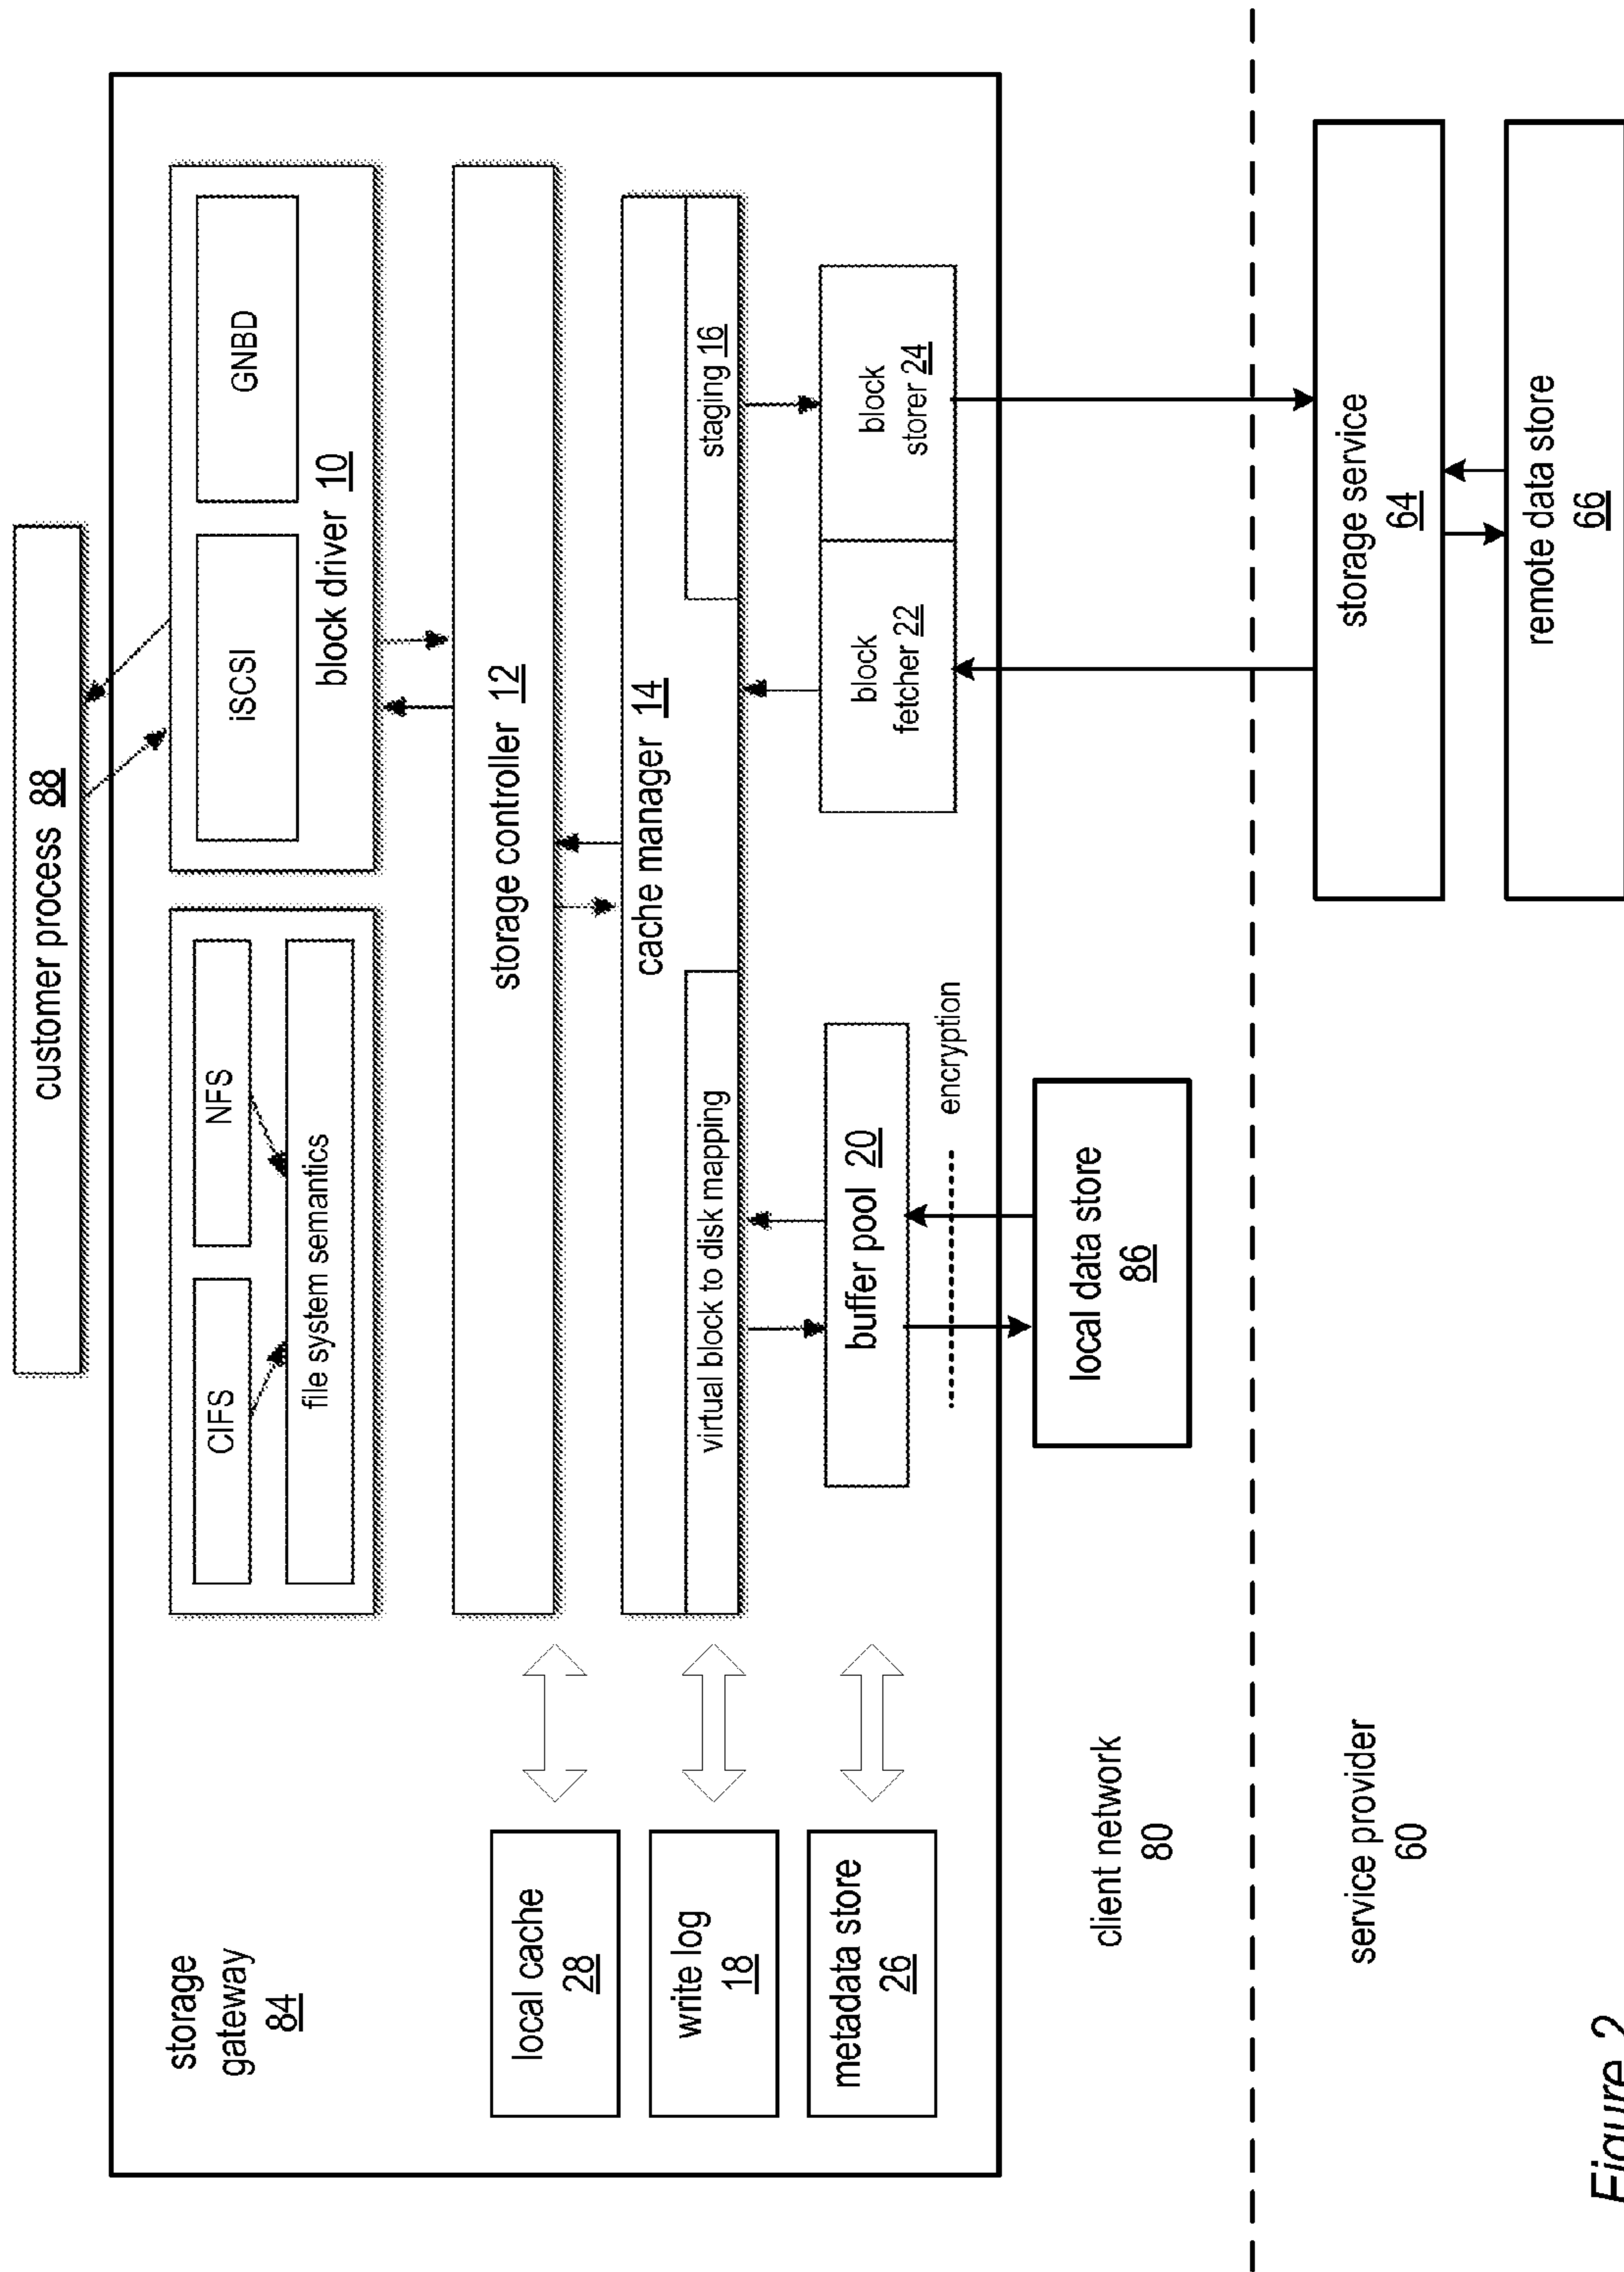 customer process 88
storage
gateway
84
CIFS
NFS
file system semantics
iSCSI
GNBD
block driver 10
storage controller 12
local cache
28
cache manager 14
virtual block to disk mapping
staging 16
write log
18
metadata store
26
buffer pool 20
block
fetcher 22
block
storer 24
encryption
local data store
86
client network
80
service provider
60
storage service
64
remote data store
66
Figure 2